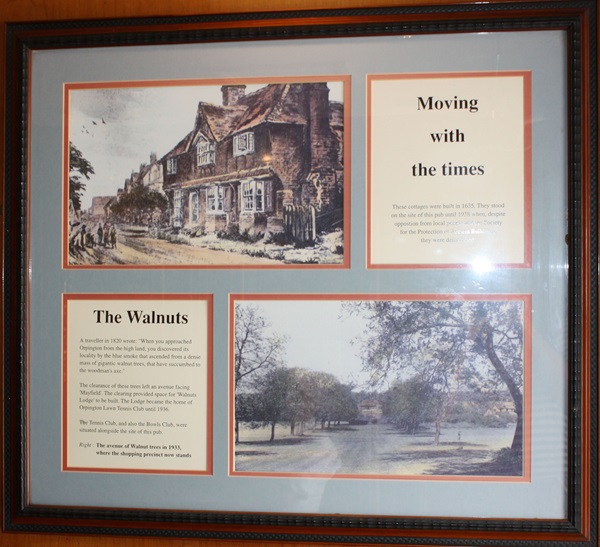 Moving
with
the times
These cottages were built in 1635. They stood
on the site of this pub until 1928 when, despite
opposition from local people and the Society
for the Protection of
they were
The Walnuts
A traveller in 1820 wrote: 'When you approached
Orpington from the high land, you discovered its
locality by the blue smoke that ascended from a dense
mass of gigantic walnut trees, that have succombed to
the woodman's axe.'
The clearance of these trees left an avenue facing
'Mayfield'. The clearing provided space for 'Walnuts
Lodge' to be built. The Lodge became the home of
Orpington Lawn Tennis Club until 1936.
The Tennis Club, and also the Bowls Club, were
situated alongside the site of this pub
Right : The avenue of Walnut trees in 1933,
where the shopping precinct now stands